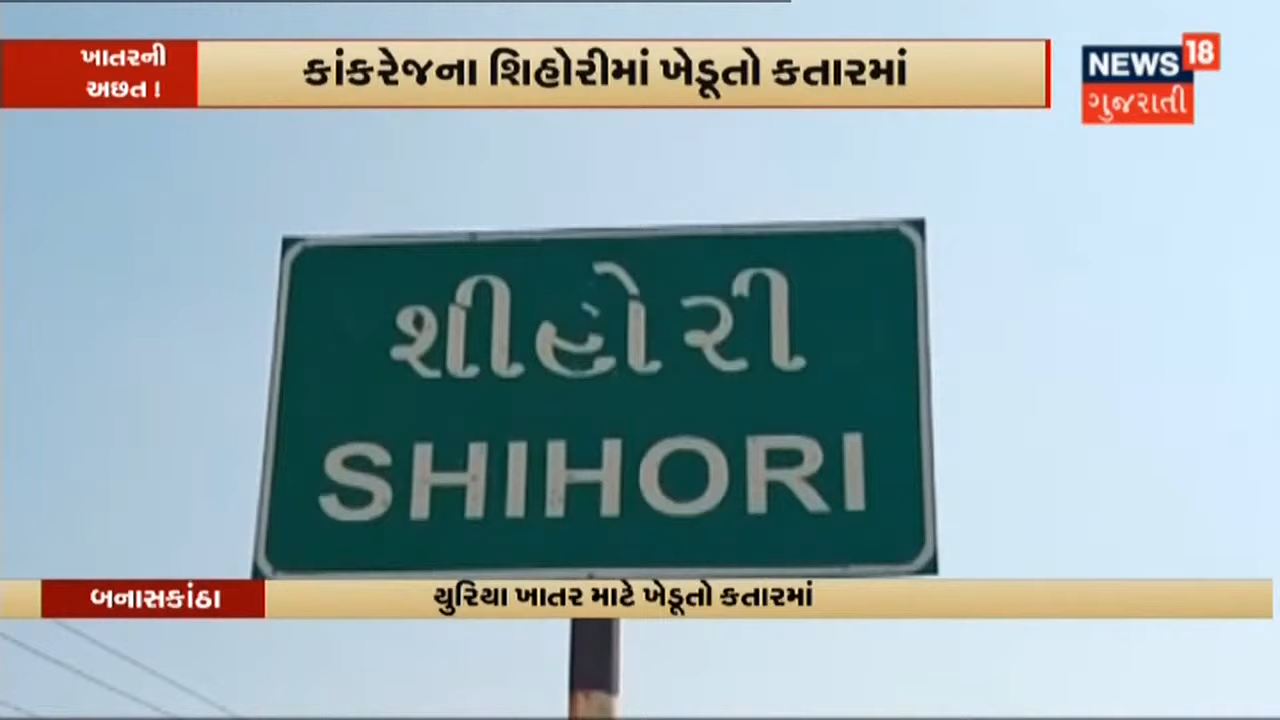 ખાતરની
અછત !
કાંકરેજના શિહોરીમાં ખેડૂતો કતારમાં
NEWS 18
ગુજરાતી
શીહોરી
SHIHORI
બનાસકાંઠા
યુરિયા ખાતર માટે ખેડૂતો કતારમાં